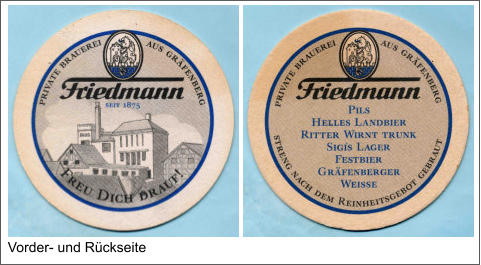 PRIVATE BRAUEREI AUS GRÄFENBERG
Friedmann
SEIT 1875
FREU DICH DRAUF!
PRIVATE BRAUEREI AUS GRÄFENBERG
Friedmann
PILS
HELLES LANDBIER
RITTER WIRNT TRUNK
SIGÍS LAGER
FESTBIER
GRÄFENBERGER
WEISSE
STRENG NACH DEM REINHEITSGEBOT GEBRAUT
Vorder- und Rückseite